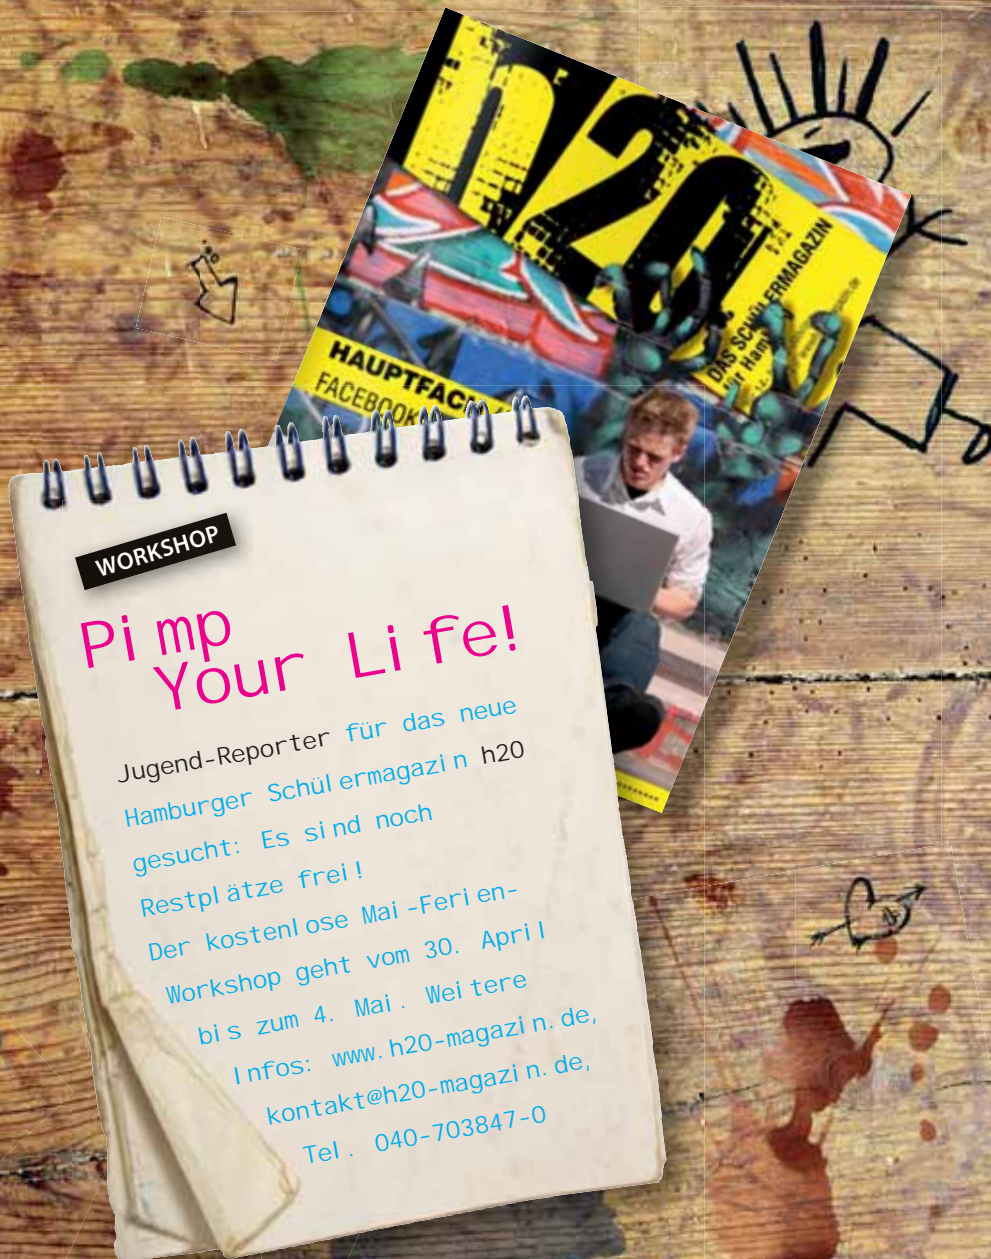 h20
DAS SCHÜLERMAGAZIN
für Hamburg
HAUPTFACH
FACEBOOK
WORKSHOP
Pimp
Your Life!
Jugend-Reporter für das neue
Hamburger Schülermagazin h20
gesucht: Es sind noch
Restplätze frei!
Der kostenlose Mai-Ferien-
Workshop geht vom 30. April
bis zum 4. Mai. Weitere
Infos: www.h20-magazin.de,
kontakt@h20-magazin.de,
Tel. 040-703847-0